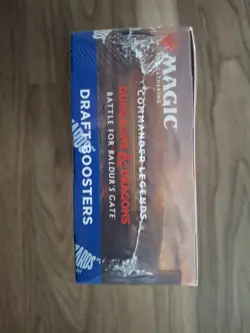 MAGIC
THE GATHERING
COMMANDER LEGENDS
DUNGEONS & DRAGONS
BATTLE FOR BALDUR'S GATE
DRAFT BOOSTERS